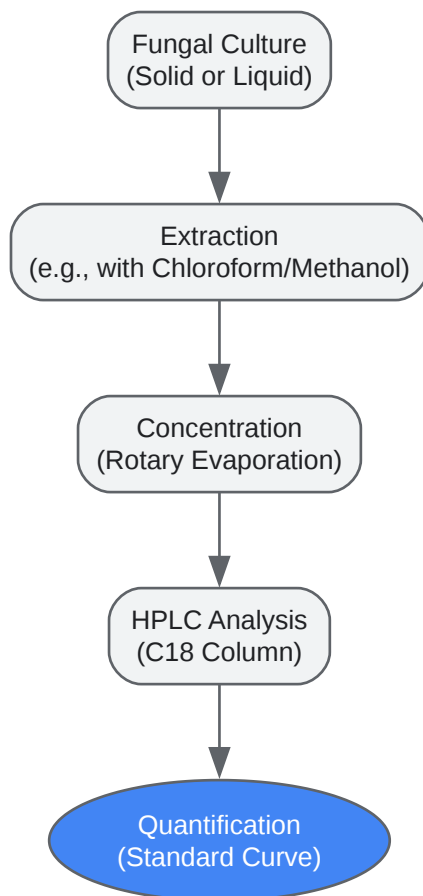 Fungal Culture
(Solid or Liquid)
Extraction
(e.g., with Chloroform/Methanol)
Concentration
(Rotary Evaporation)
HPLC Analysis
(C18 Column)
Quantification
(Standard Curve)